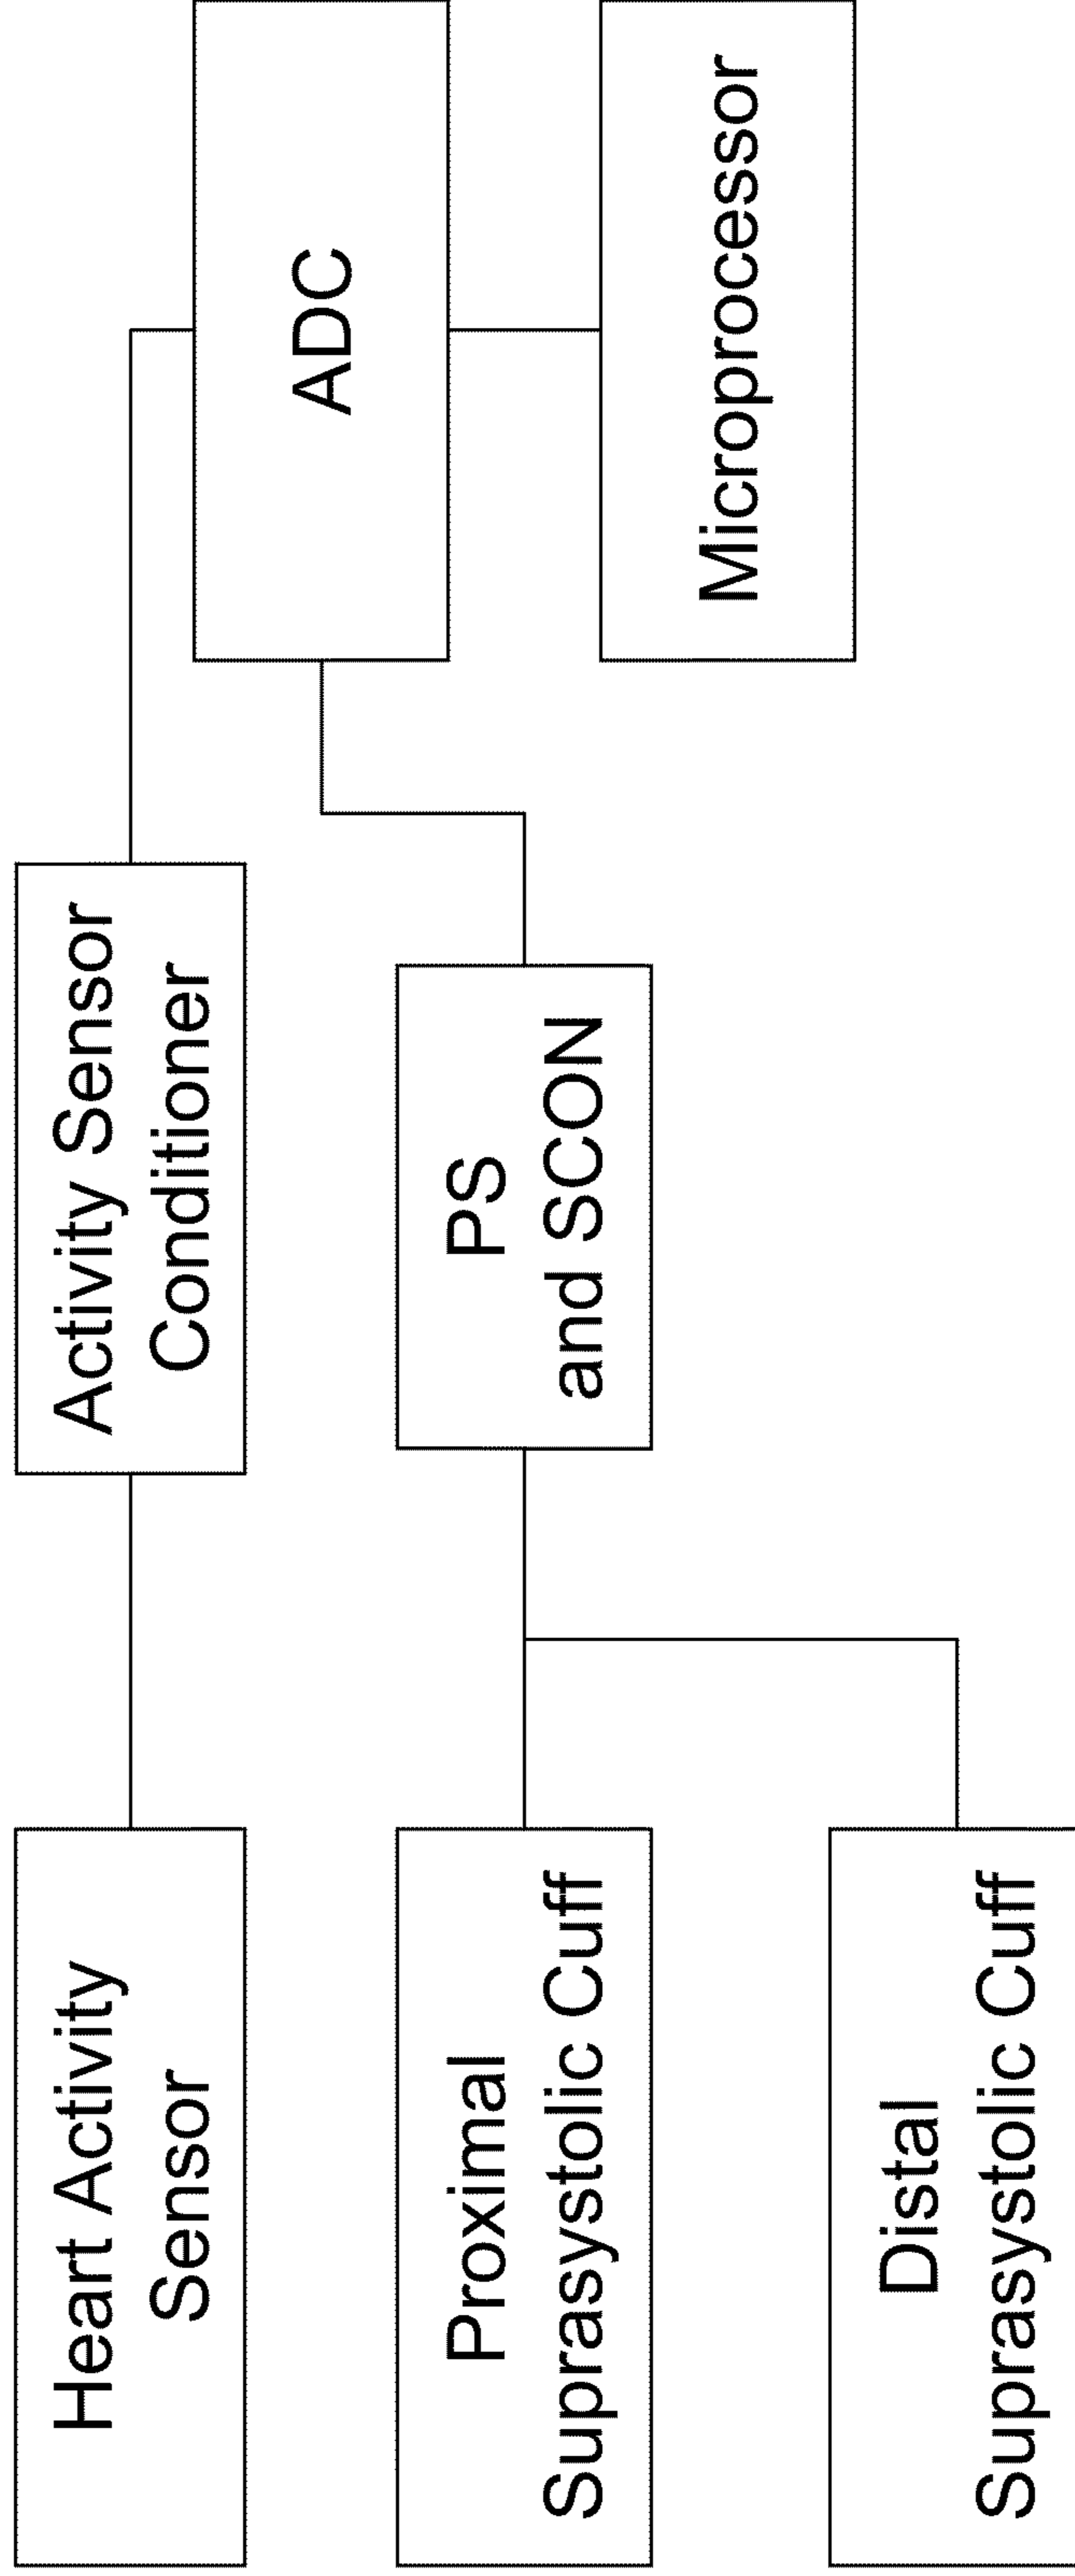 Heart Activity
Sensor
Activity Sensor
Conditioner
ADC
Proximal
Suprasystolic Cuff
PS
and SCON
Microprocessor
Distal
Suprasystolic Cuff